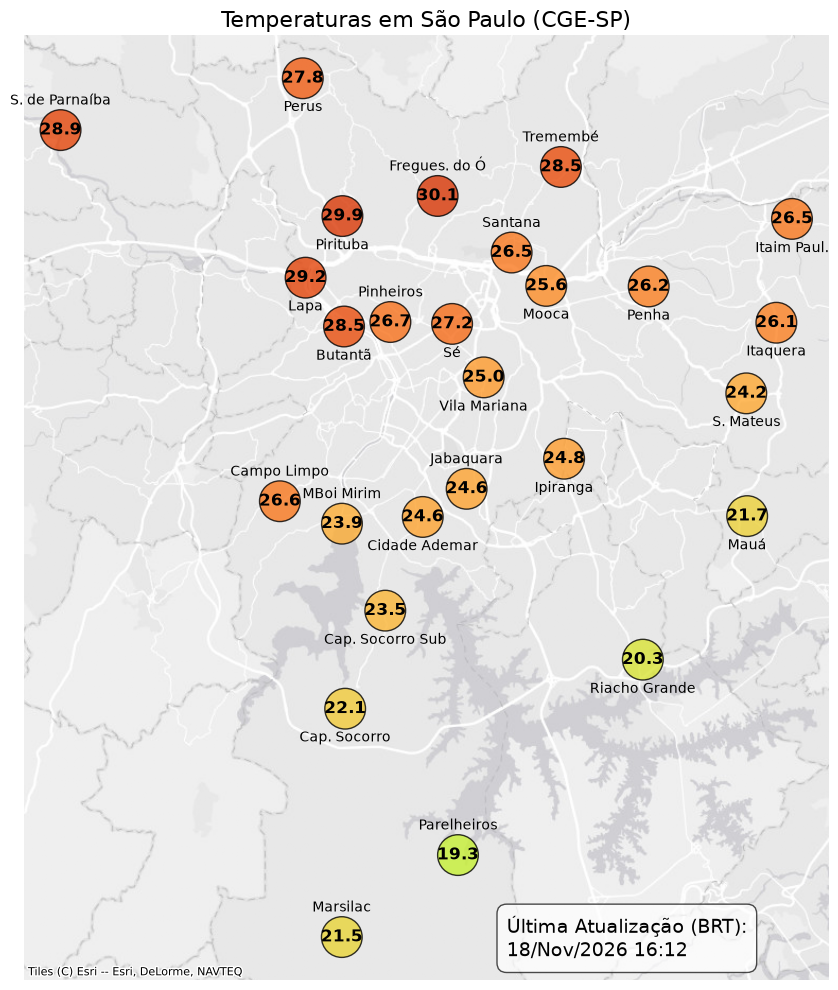 Temperaturas em São Paulo (CGE-SP)
27.8
Perus
S. de Parnaíba
28.9
Tremembé
28.5
Fregues. do Ó
30.1
29.9
Pirituba
Santana
26.5
26.5
Itaim Paul.
29.2
Lapa
25.6
Mooca
26.2
Penha
Pinheiros
26.7
28.5
Butantã
27.2
Sé
26.1
Itaquera
25.0
Vila Mariana
24.2
S. Mateus
24.8
Ipiranga
Jabaquara
24.6
Campo Limpo
26.6
MBoi Mirim
23.9
24.6
Cidade Ademar
21.7
Mauá
23.5
Cap. Socorro Sub
20.3
Riacho Grande
22.1
Cap. Socorro
Parelheiros
19.3
Marsilac
21.5
Última Atualização (BRT):
18/Nov/2026 16:12
Tiles (C) Esri -- Esri, DeLorme, NAVTEQ